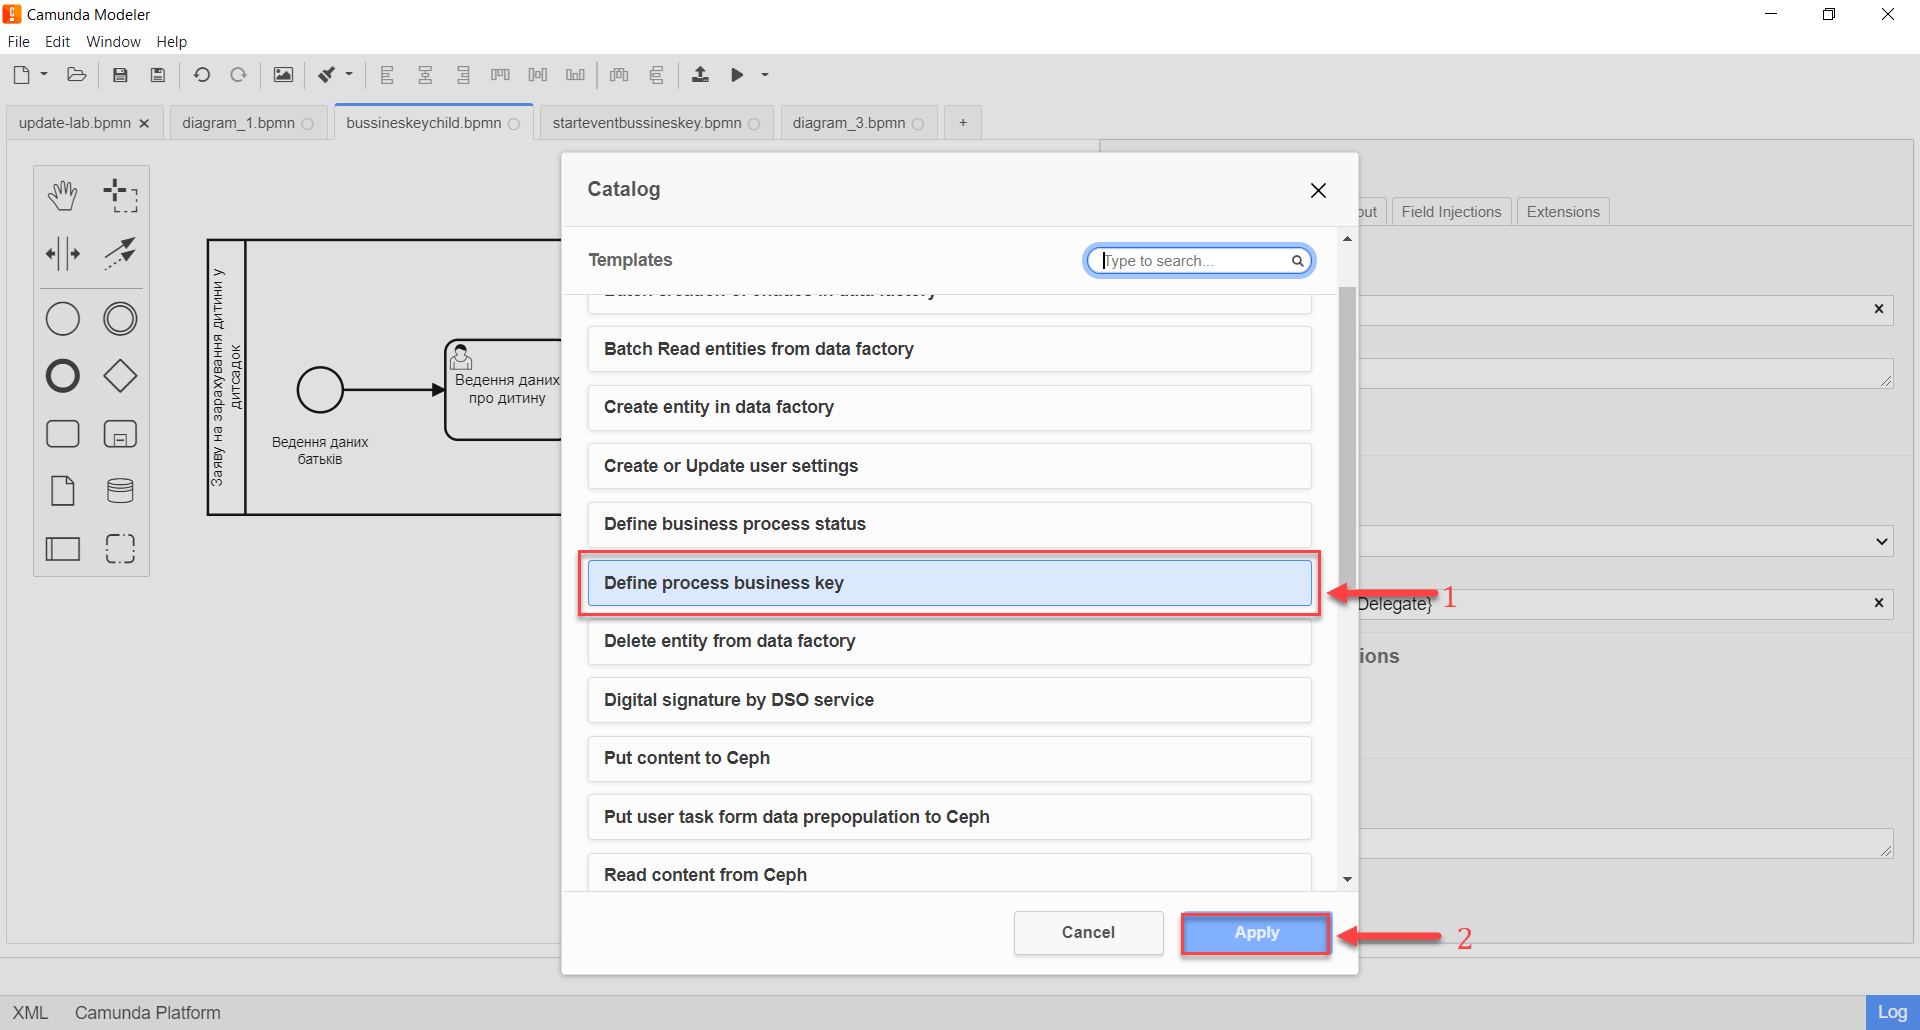 Camunda Modeler
File Edit Window Help
update-lab.bpmn
diagram_1.bpmn
bussineskeychild.bpmn
starteventbussineskey.bpmn
diagram_3.bpmn
+
Заяву на зарахування дитини у
дитсадок
Ведення даних
батьків
Ведення даних
про дитину
Catalog
Templates
Type to search...
Batch Read entities from data factory
Create entity in data factory
Create or Update user settings
Define business process status
Define process business key
Delete entity from data factory
Digital signature by DSO service
Put content to Ceph
Put user task form data prepopulation to Ceph
Read content from Ceph
Cancel
Apply
1
2
out
Field Injections
Extensions
Delegate}
ions
XML
Camunda Platform
Log